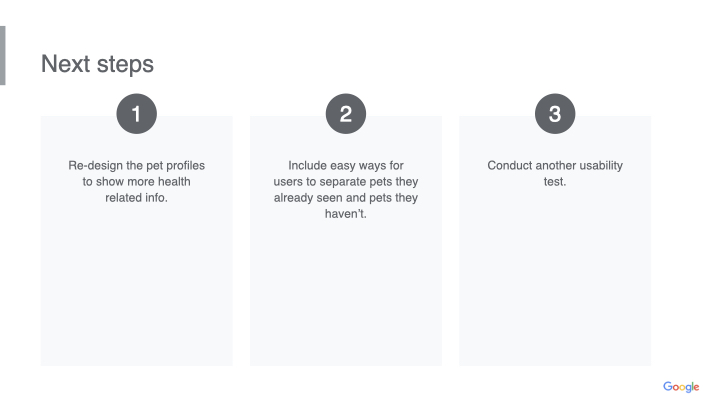 Next steps
1
Re-design the pet profiles
to show more health
related info.
2
Include easy ways for
users to separate pets they
already seen and pets they
haven't.
3
Conduct another usability
test.
Google